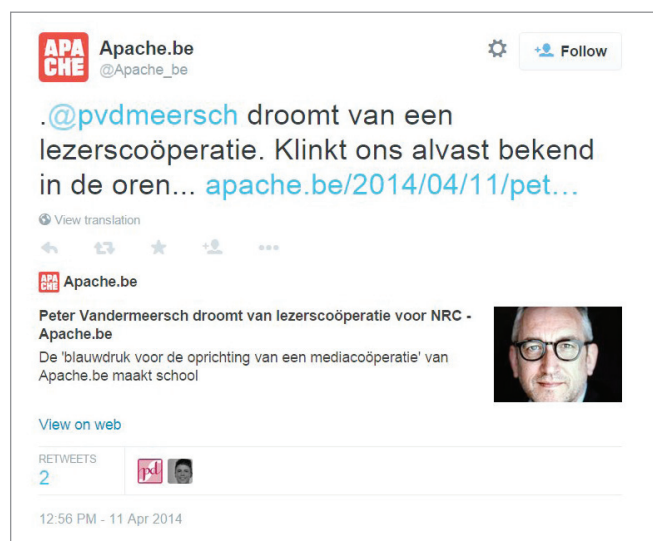 APA
CHE
Apache.be
@Apache_be
Follow
.@pvdmeersch droomt van een
lezerscoöperatie. Klinkt ons alvast bekend
in de oren... apache.be/2014/04/11/pet…
View translation
APA
CHE
Apache.be
Peter Vandermeersch droomt van lezerscoöperatie voor NRC -
Apache.be
De 'blauwdruk voor de oprichting van een mediacoöperatie' van
Apache.be maakt school
View on web
RETWEETS
2
pd
12:56 PM - 11 Apr 2014